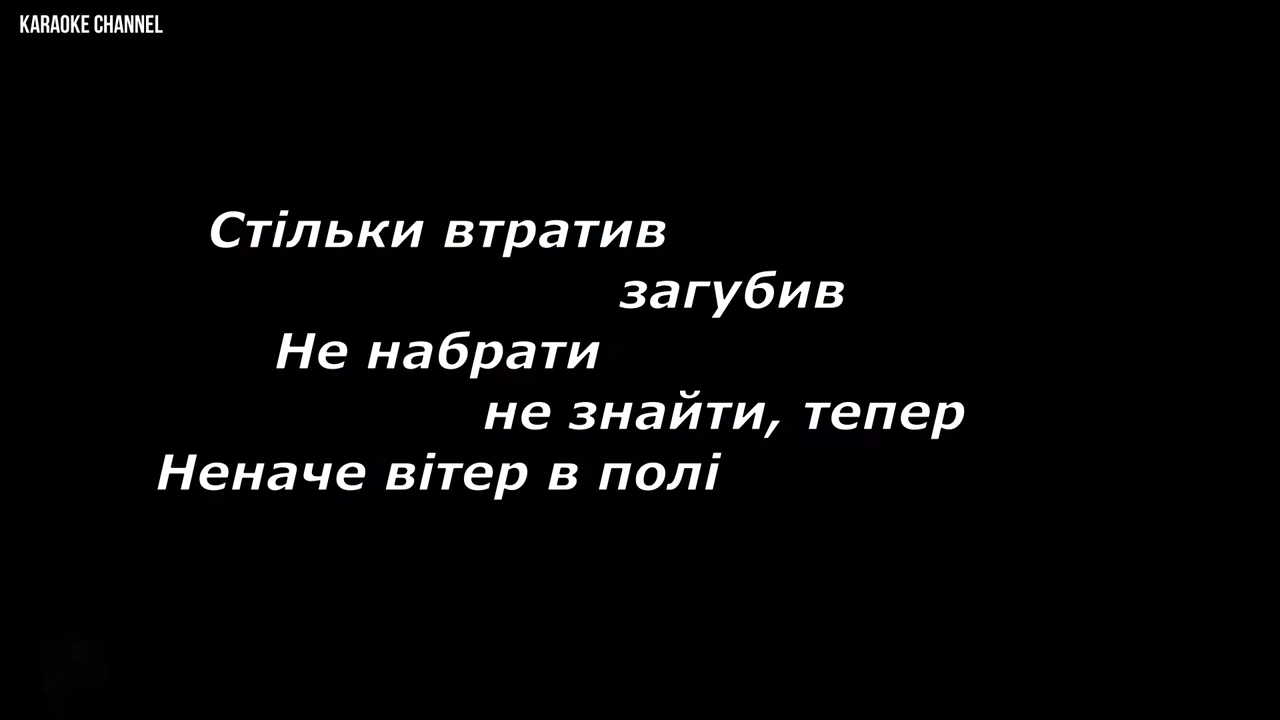 KARAOKE CHANNEL
Стільки втратив
загубив
Не набрати
не знайти, тепер
Неначе вітер в полі